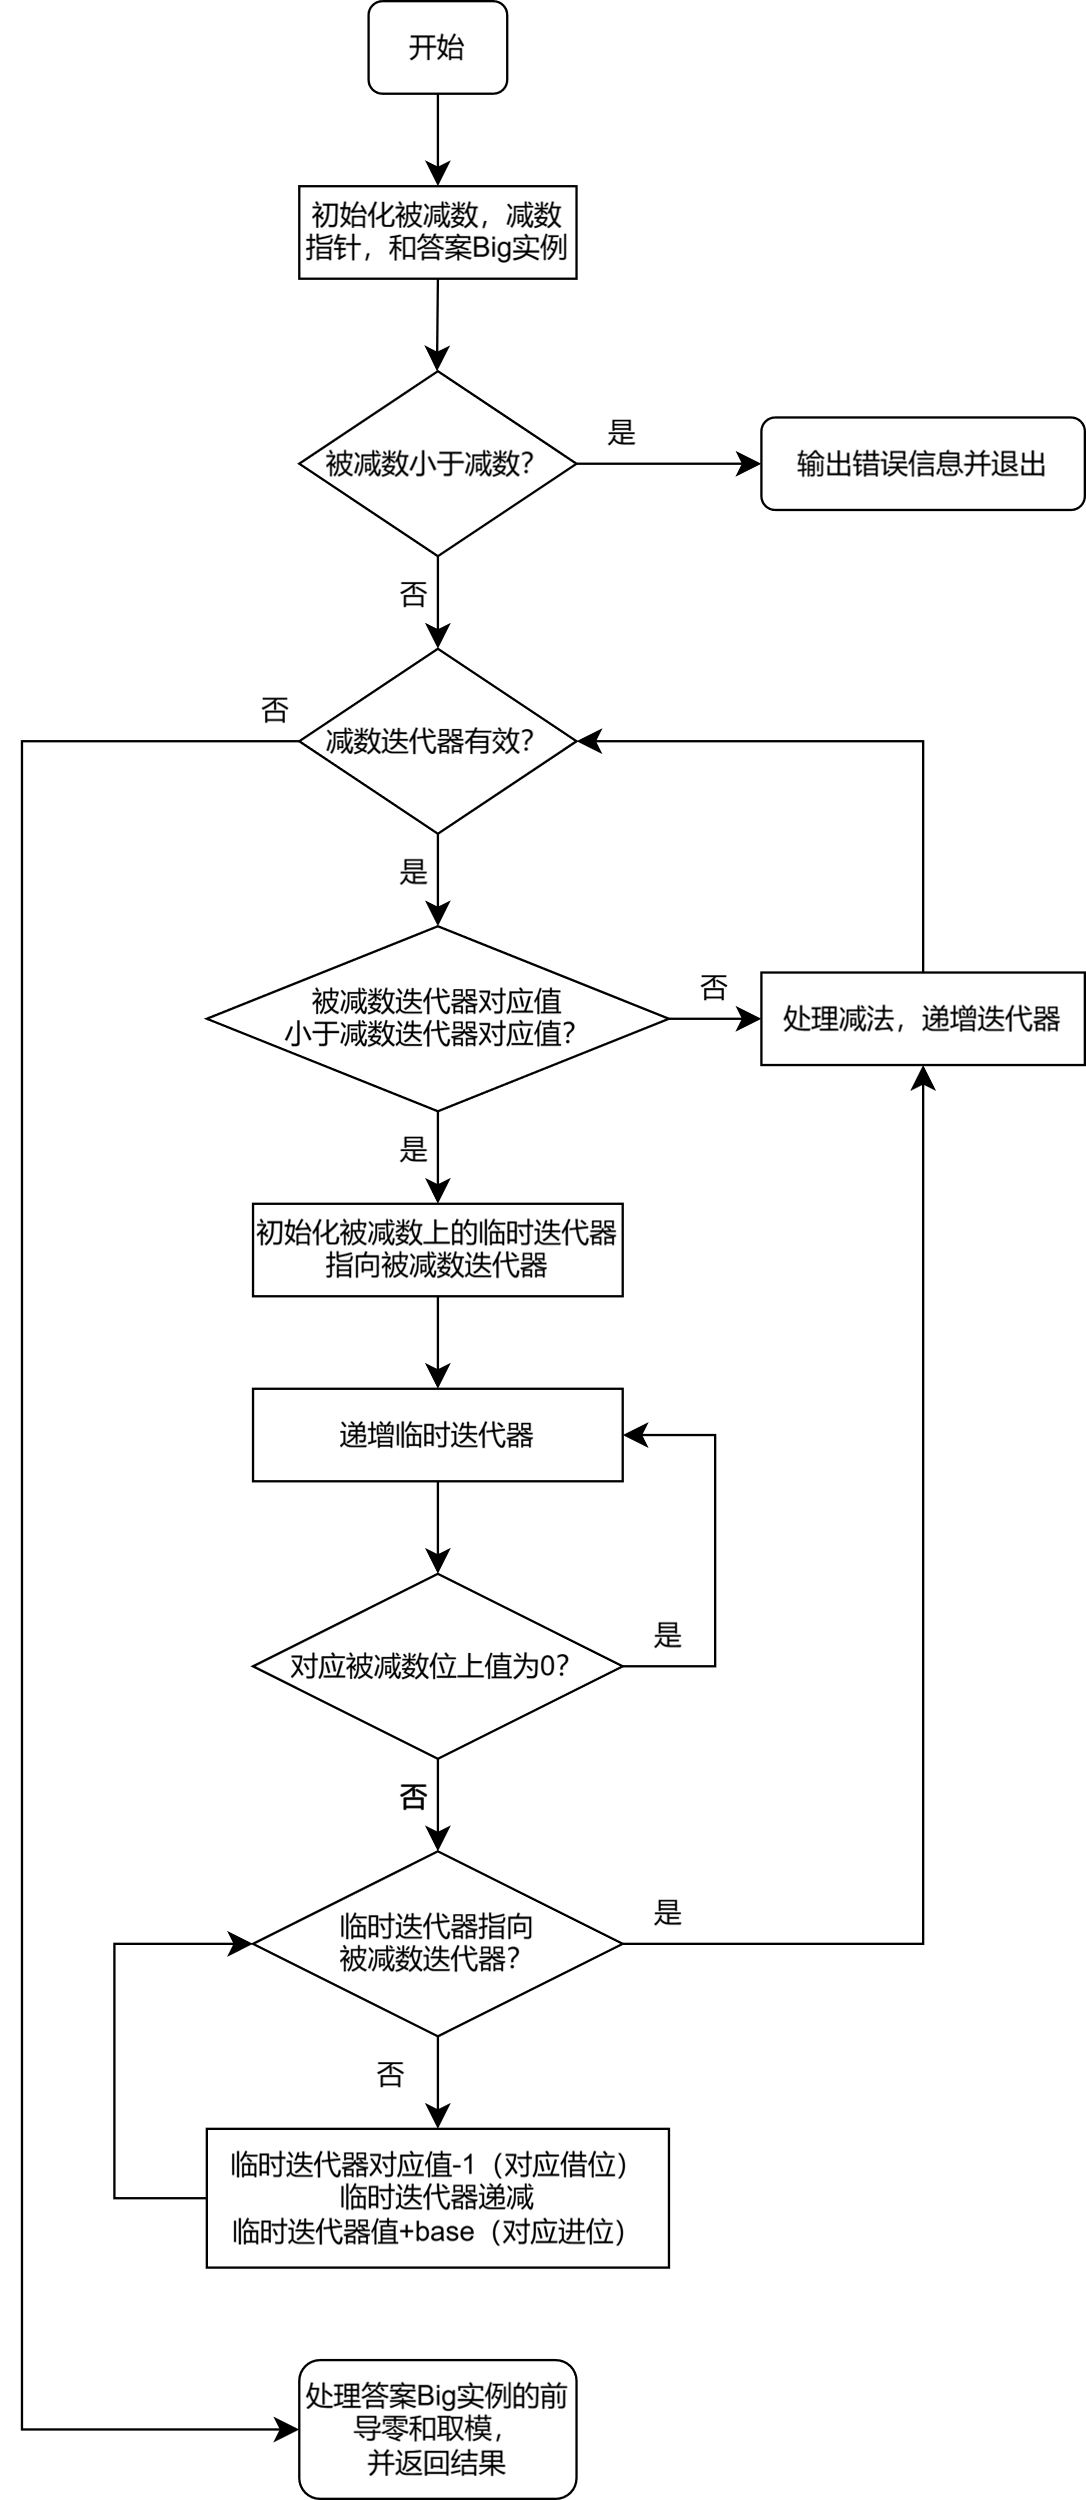 开始
初始化被减数，减数
指针，和答案Big实例
被减数小于减数？
是
输出错误信息并退出
否
减数迭代器有效？
否
是
被减数迭代器对应值
小于减数迭代器对应值？
否
处理减法，递增迭代器
是
初始化被减数上的临时迭代器
指向被减数迭代器
递增临时迭代器
对应被减数位上值为0？
是
否
临时迭代器指向
被减数迭代器？
是
否
临时迭代器对应值-1（对应借位）
临时迭代器递减
临时迭代器值+base（对应进位）
处理答案Big实例的前
导零和取模，
并返回结果